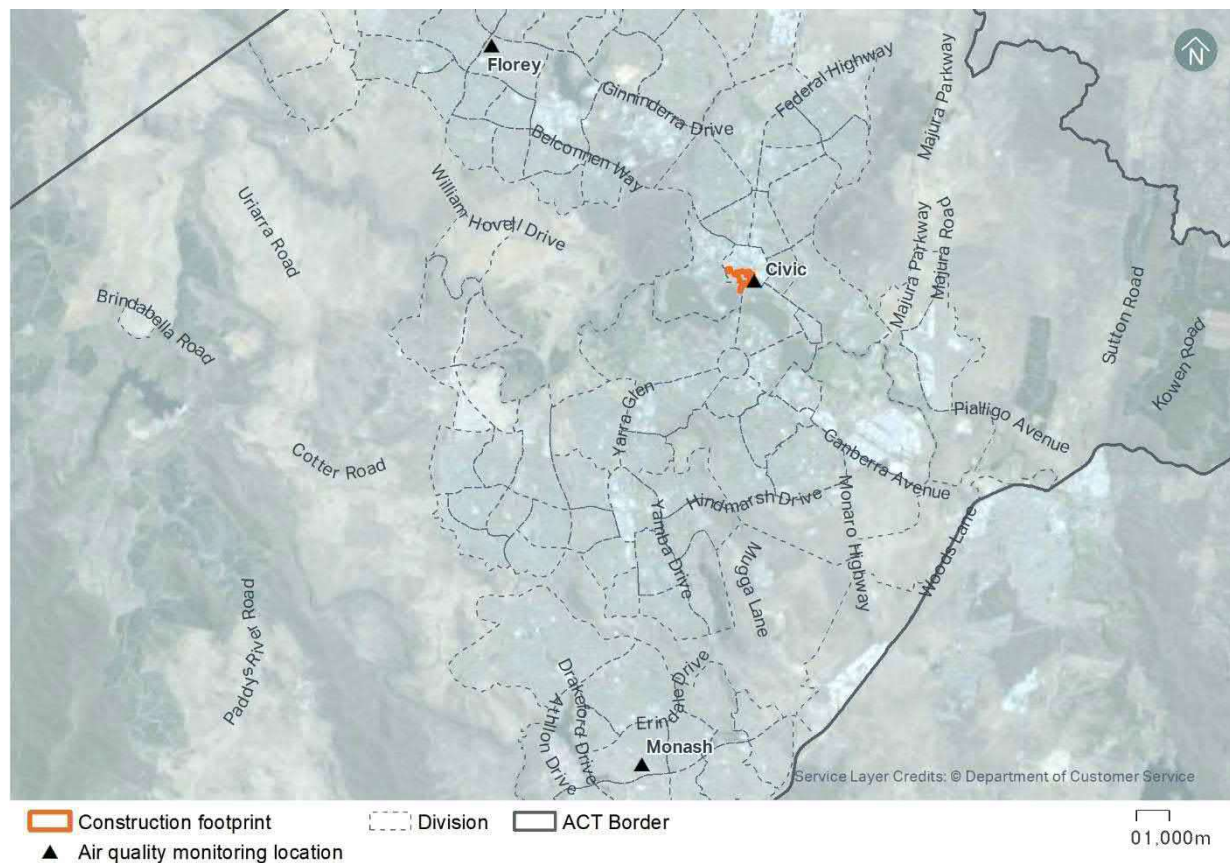 N
Florey
Federal Highway
Majura Parkway
Ginninderra Drive
Belconnen Way
William Hovell Drive
Uriarra Road
Civic
Majura Parkway
Majura Road
Sutton Road
Kowen Road
Brindabella Road
Yarra Glen
Pialligo Avenue
Cotter Road
Canberra Avenue
Hindmarsh Drive
Monaro Highway
Yamba Drive
Mugga Lane
Woods Lane
Paddys River Road
Drakeford Drive
Athllon Drive
Erindale Drive
Monash
Service Layer Credits: © Department of Customer Service
Construction footprint
Division
ACT Border
Air quality monitoring location
01,000m